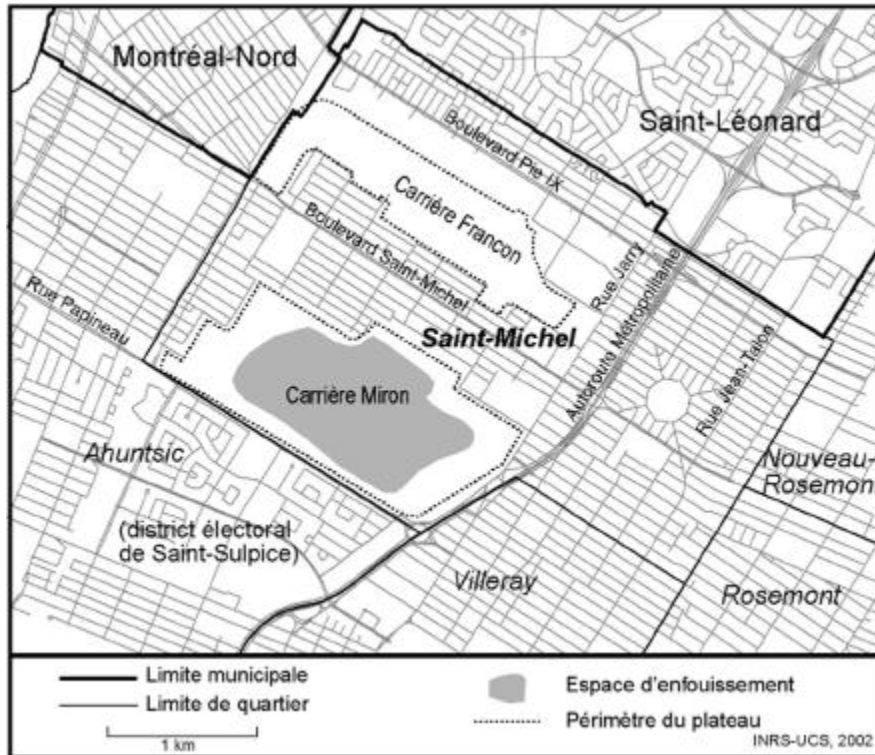 Montréal-Nord
Saint-Léonard
Boulevard Pie IX
Carrière Francon
Boulevard Saint-Michel
Rue Jarry
Rue Papineau
Saint-Michel
Autoroute Métropolitaine
Rue Jean-Talon
Carrière Miron
Ahuntsic
Nouveau-
Rosemont
(district électoral
de Saint-Sulpice)
Villeray
Rosemont
Limite municipale
Limite de quartier
1 km
Espace d'enfouissement
Périmètre du plateau
INRS-UCS, 2002